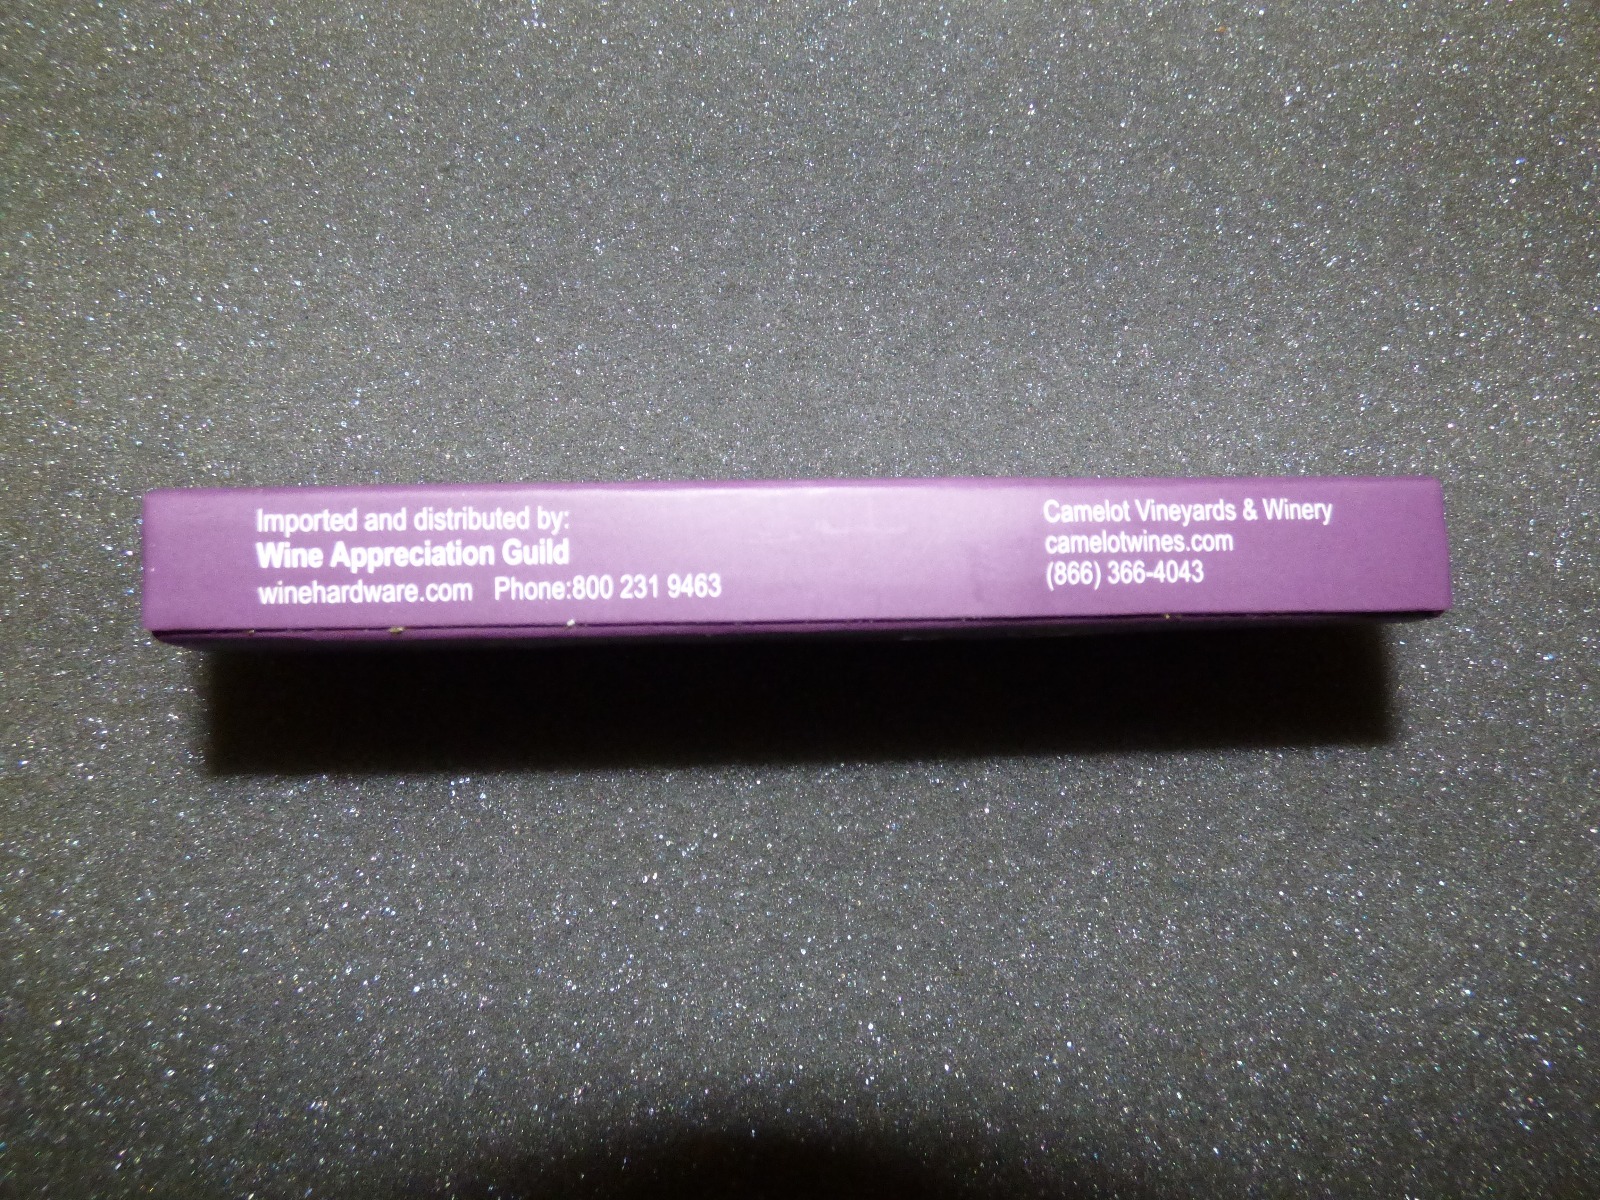 Imported and distributed by:
Wine Appreciation Guild
winehardware.com Phone:800 231 9463
Camelot Vineyards & Winery
camelotwines.com
(866) 366-4043